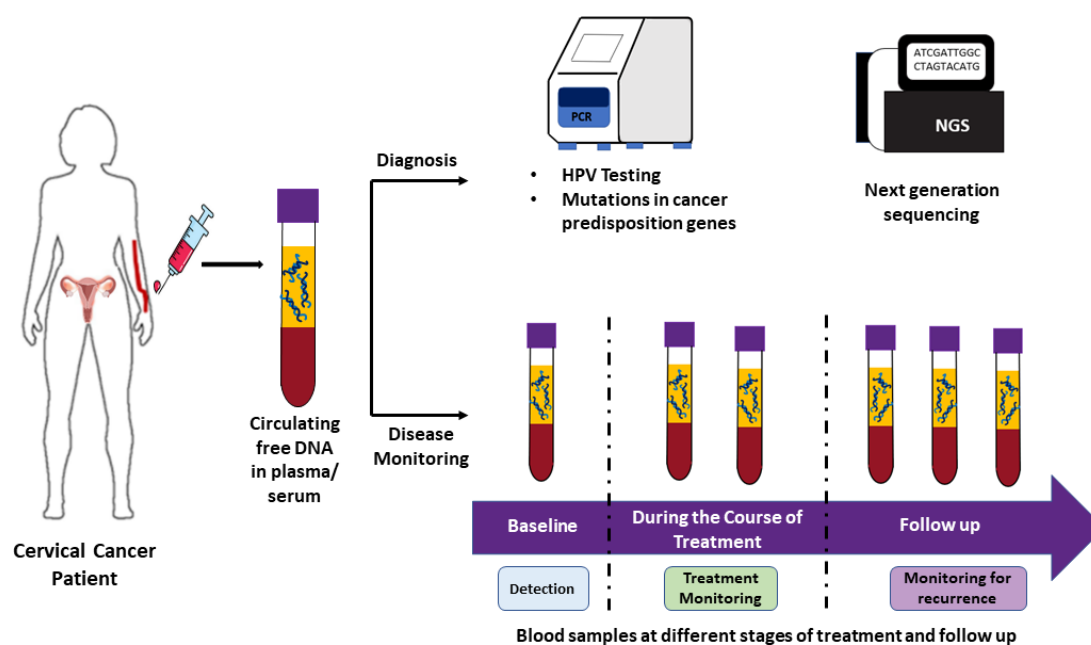 PCR
ATCGATTGGC
CTAGTACATG
NGS
Diagnosis
• HPV Testing
• Mutations in cancer
predisposition genes
Next generation
sequencing
Circulating
free DNA
in plasma/
serum
Disease
Monitoring
Cervical Cancer
Patient
Baseline
During the Course of
Treatment
Follow up
Detection
Treatment
Monitoring
Monitoring for
recurrence
Blood samples at different stages of treatment and follow up